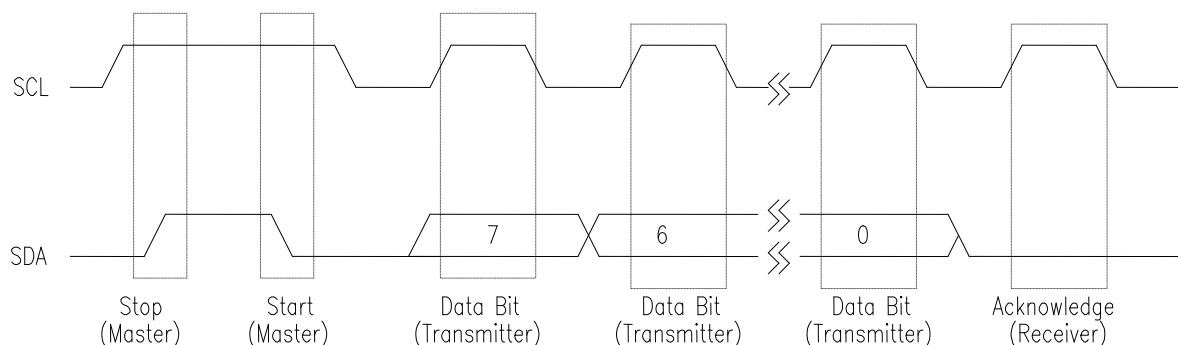 SCL
SDA
7
6
0
Stop
(Master)
Start
(Master)
Data Bit
(Transmitter)
Data Bit
(Transmitter)
Data Bit
(Transmitter)
Acknowledge
(Receiver)